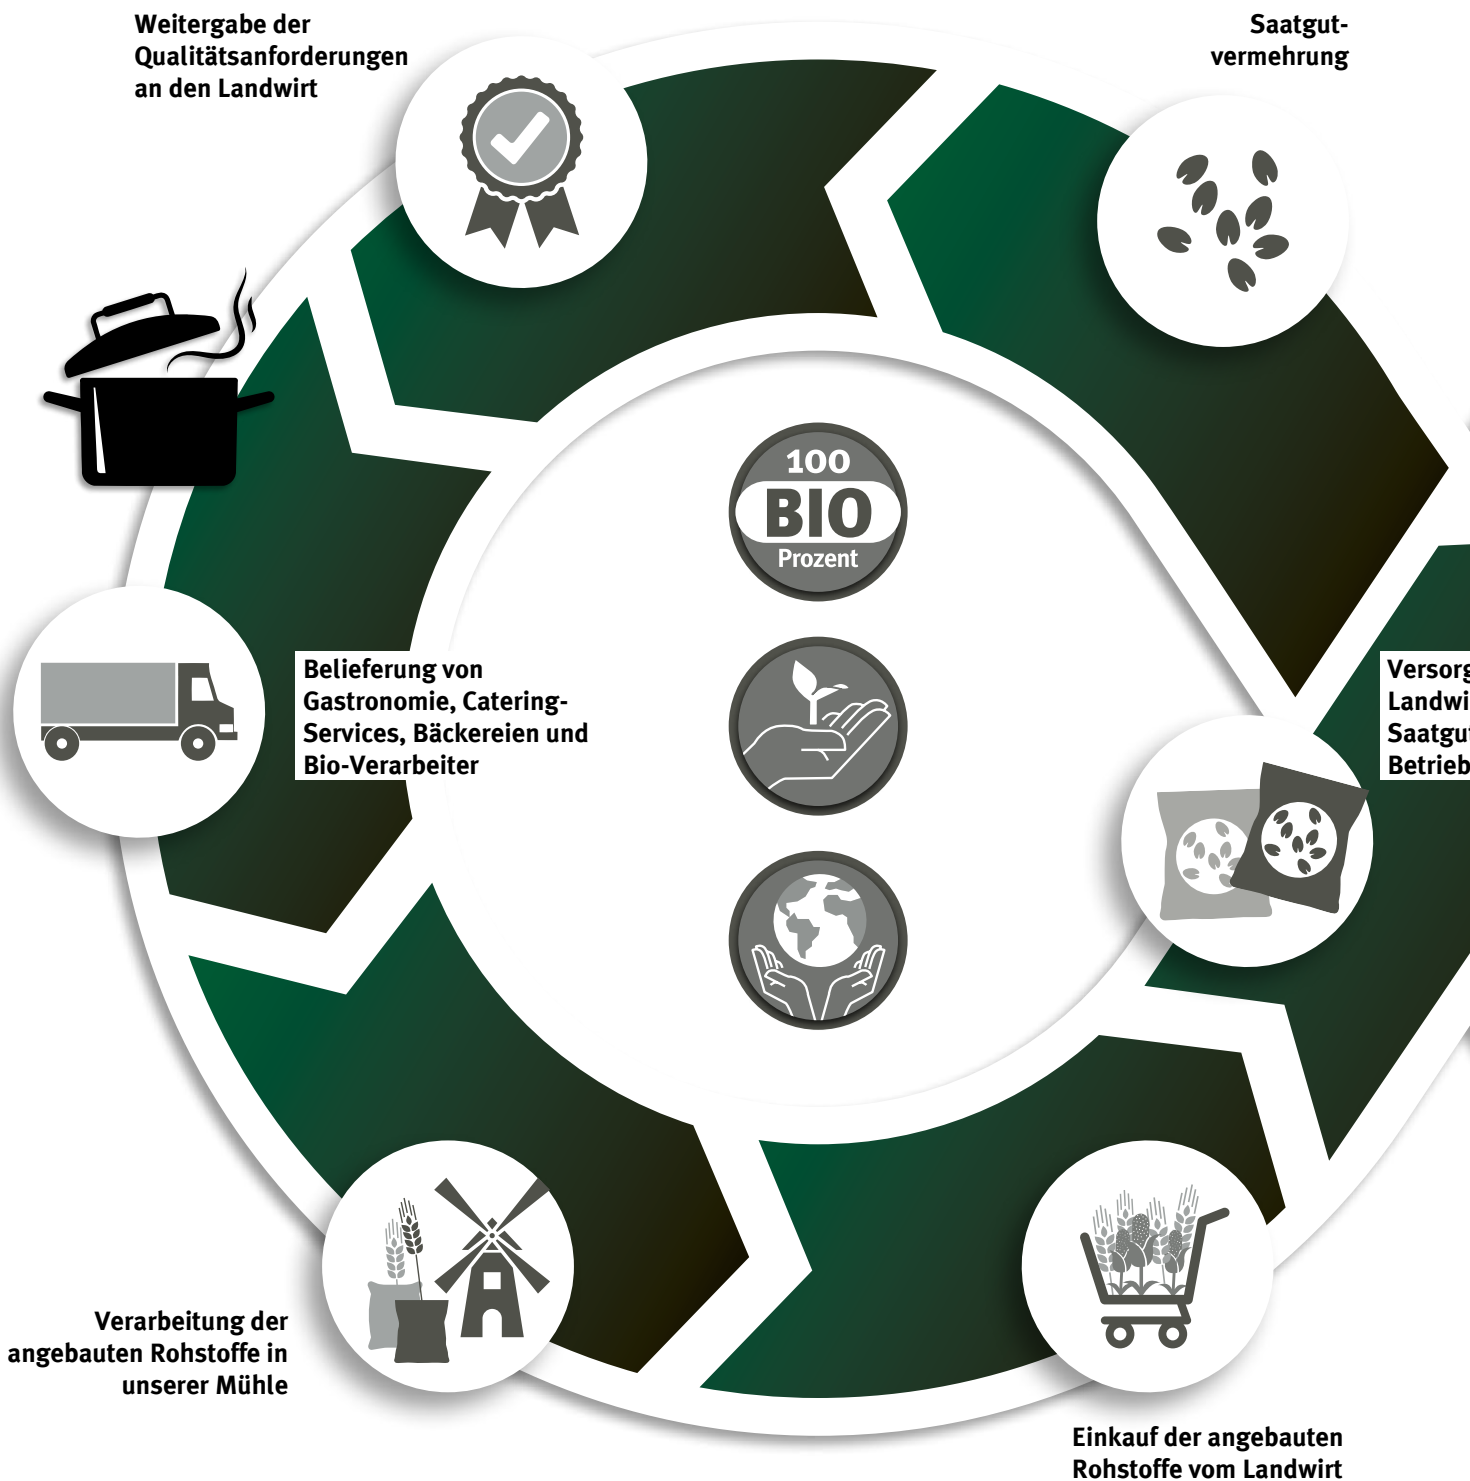 Weitergabe der
Qualitätsanforderungen
an den Landwirt
Saatgut-
vermehrung
100
BIO
Prozent
Belieferung von
Gastronomie, Catering-
Services, Bäckereien und
Bio-Verarbeiter
Verarbeitung der
angebauten Rohstoffe in
unserer Mühle
Einkauf der angebauten
Rohstoffe vom Landwirt